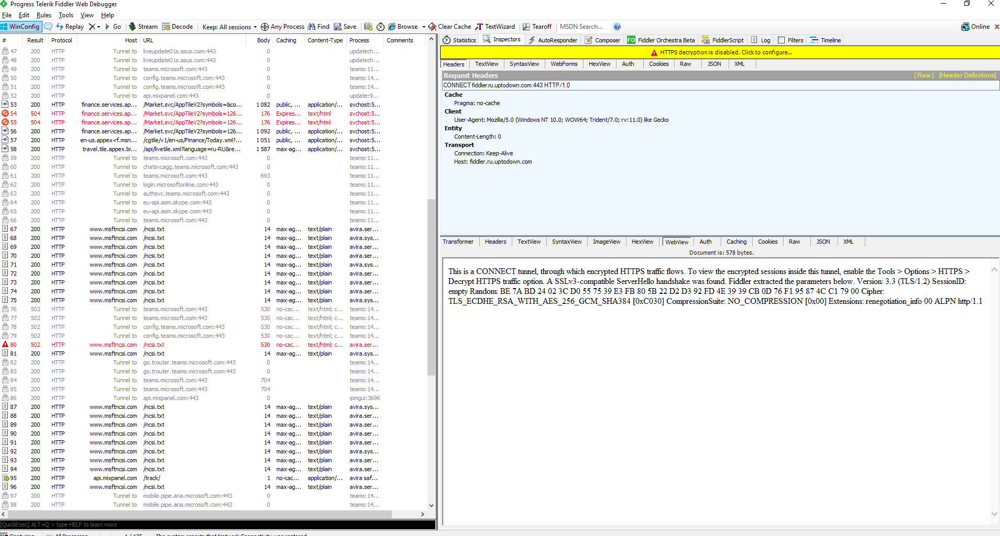 Progress Telerik Fiddler Web Debugger
File Edit Rules Tools View Help
WinConfig Replay Go Stream Decode Keep: All sessions Any Process Find Save Browse Clear Cache TextWizard Tearoff MSDN Search... Online
# Result Protocol Host URL Body Caching Content-Type Process Comments
47 200 HTTP Tunnel to liveupdate01s.asus.com:443 0 updatech...
48 200 HTTP Tunnel to liveupdate01s.asus.com:443 0 updatech...
49 200 HTTP Tunnel to teams.microsoft.com:443 0 teams:11...
50 200 HTTP Tunnel to config.teams.microsoft.com:443 0 teams:14...
51 200 HTTP Tunnel to config.teams.microsoft.com:443 0 teams:14...
52 200 HTTP Tunnel to api.mixpanel.com:443 0 update:9...
53 200 HTTP finance.services.ap... /Market.svc/AppTileV2?symbols=&co... 1 082 public, ... application/... svchost:5...
54 504 HTTP finance.services.ap... /Market.svc/AppTileV2?symbols=126... 176 Expires... text/html svchost:5...
55 504 HTTP finance.services.ap... /Market.svc/AppTileV2?symbols=126... 176 Expires... text/html svchost:5...
56 200 HTTP finance.services.ap... /Market.svc/AppTileV2?symbols=126... 1 092 public, ... application/... svchost:5...
57 200 HTTP en-us.appex-rf.msn... /cgtile/v1/en-us/Finance/Today.xml?... 1 051 public, ... application/... svchost:5...
58 200 HTTP travel.tile.appex.bi... /api/livetile.xml?language=ru-RU&re... 1 587 max-ag... application/... svchost:5...
59 200 HTTP Tunnel to teams.microsoft.com:443 0 teams:11...
60 200 HTTP Tunnel to chatsvcagg.teams.microsoft.com:443 0 teams:11...
61 200 HTTP Tunnel to teams.microsoft.com:443 693 teams:11...
62 200 HTTP Tunnel to login.microsoftonline.com:443 0 teams:11...
63 200 HTTP Tunnel to authsvc.teams.microsoft.com:443 0 teams:11...
64 200 HTTP Tunnel to eu-api.asm.skype.com:443 0 teams:11...
65 200 HTTP Tunnel to eu-api.asm.skype.com:443 0 teams:11...
66 200 HTTP Tunnel to teams.microsoft.com:443 0 teams:11...
67 200 HTTP www.msftncsi.com /ncsi.txt 14 max-ag... text/plain avira.ser...
68 200 HTTP www.msftncsi.com /ncsi.txt 14 max-ag... text/plain avira.sys...
69 200 HTTP www.msftncsi.com /ncsi.txt 14 max-ag... text/plain avira.ser...
70 200 HTTP www.msftncsi.com /ncsi.txt 14 max-ag... text/plain avira.sys...
71 200 HTTP www.msftncsi.com /ncsi.txt 14 max-ag... text/plain avira.sys...
72 200 HTTP www.msftncsi.com /ncsi.txt 14 max-ag... text/plain avira.ser...
73 200 HTTP www.msftncsi.com /ncsi.txt 14 max-ag... text/plain avira.ser...
74 200 HTTP www.msftncsi.com /ncsi.txt 14 max-ag... text/plain avira.ser...
75 200 HTTP www.msftncsi.com /ncsi.txt 14 max-ag... text/plain avira.sys...
76 502 HTTP Tunnel to teams.microsoft.com:443 530 no-cac... text/html; c... teams:14...
77 502 HTTP Tunnel to teams.microsoft.com:443 530 no-cac... text/html; c... teams:14...
78 502 HTTP Tunnel to config.teams.microsoft.com:443 530 no-cac... text/html; c... teams:14...
79 502 HTTP Tunnel to config.teams.microsoft.com:443 530 no-cac... text/html; c... teams:14...
80 502 HTTP www.msftncsi.com /ncsi.txt 530 no-cac... text/html; c... avira.ser...
81 200 HTTP www.msftncsi.com /ncsi.txt 14 max-ag... text/plain avira.sys...
82 200 HTTP Tunnel to go.trouter.teams.microsoft.com:443 0 teams:14...
83 200 HTTP Tunnel to go.trouter.teams.microsoft.com:443 0 teams:14...
84 200 HTTP Tunnel to teams.microsoft.com:443 704 teams:14...
85 200 HTTP Tunnel to teams.microsoft.com:443 704 teams:14...
86 200 HTTP Tunnel to api.mixpanel.com:443 0 ipmgui:3696
87 200 HTTP www.msftncsi.com /ncsi.txt 14 max-ag... text/plain avira.sys...
88 200 HTTP www.msftncsi.com /ncsi.txt 14 max-ag... text/plain avira.ser...
89 200 HTTP www.msftncsi.com /ncsi.txt 14 max-ag... text/plain avira.ser...
90 200 HTTP www.msftncsi.com /ncsi.txt 14 max-ag... text/plain avira.ser...
91 200 HTTP www.msftncsi.com /ncsi.txt 14 max-ag... text/plain avira.ser...
92 200 HTTP www.msftncsi.com /ncsi.txt 14 max-ag... text/plain avira.sys...
93 200 HTTP www.msftncsi.com /ncsi.txt 14 max-ag... text/plain avira.ser...
94 200 HTTP www.msftncsi.com /ncsi.txt 14 max-ag... text/plain avira.ser...
95 200 HTTP api.mixpanel.com /track/ 1 no-cac... application/... avira saf...
96 200 HTTP www.msftncsi.com /ncsi.txt 14 max-ag... text/plain avira.ser...
97 200 HTTP Tunnel to mobile.pipe.aria.microsoft.com:443 0 teams:14...
98 200 HTTP Tunnel to mobile.pipe.aria.microsoft.com:443 0 teams:14...
[QuickExec] ALT+Q > type HELP to learn more
Capturing All Processes 1 / 125 The system reports that Network Connectivity was restored.
Statistics Inspectors AutoResponder Composer FO Fiddler Orchestra Beta FiddlerScript Log Filters Timeline
HTTPS decryption is disabled. Click to configure...
Headers TextView SyntaxView WebForms HexView Auth Cookies Raw JSON XML
Request Headers [ Raw ] [Header Definitions]
CONNECT fiddler.ru.uptodown.com:443 HTTP/1.0
Cache
Pragma: no-cache
Client
User-Agent: Mozilla/5.0 (Windows NT 10.0; WOW64; Trident/7.0; rv:11.0) like Gecko
Entity
Content-Length: 0
Transport
Connection: Keep-Alive
Host: fiddler.ru.uptodown.com
Transformer Headers TextView SyntaxView ImageView HexView WebView Auth Caching Cookies Raw JSON XML
Document is: 578 bytes.
This is a CONNECT tunnel, through which encrypted HTTPS traffic flows. To view the encrypted sessions inside this tunnel, enable the Tools > Options > HTTPS >
Decrypt HTTPS traffic option. A SSLv3-compatible ServerHello handshake was found. Fiddler extracted the parameters below. Version: 3.3 (TLS/1.2) SessionID:
empty Random: BE 7A BD 24 02 3C D0 55 75 39 E3 FB 80 5B 22 D2 D3 92 FD 4E 39 39 CB 0D 76 F1 95 87 4C C1 79 00 Cipher:
TLS_ECDHE_RSA_WITH_AES_256_GCM_SHA384 [0xC030] CompressionSuite: NO_COMPRESSION [0x00] Extensions: renegotiation_info 00 ALPN http/1.1